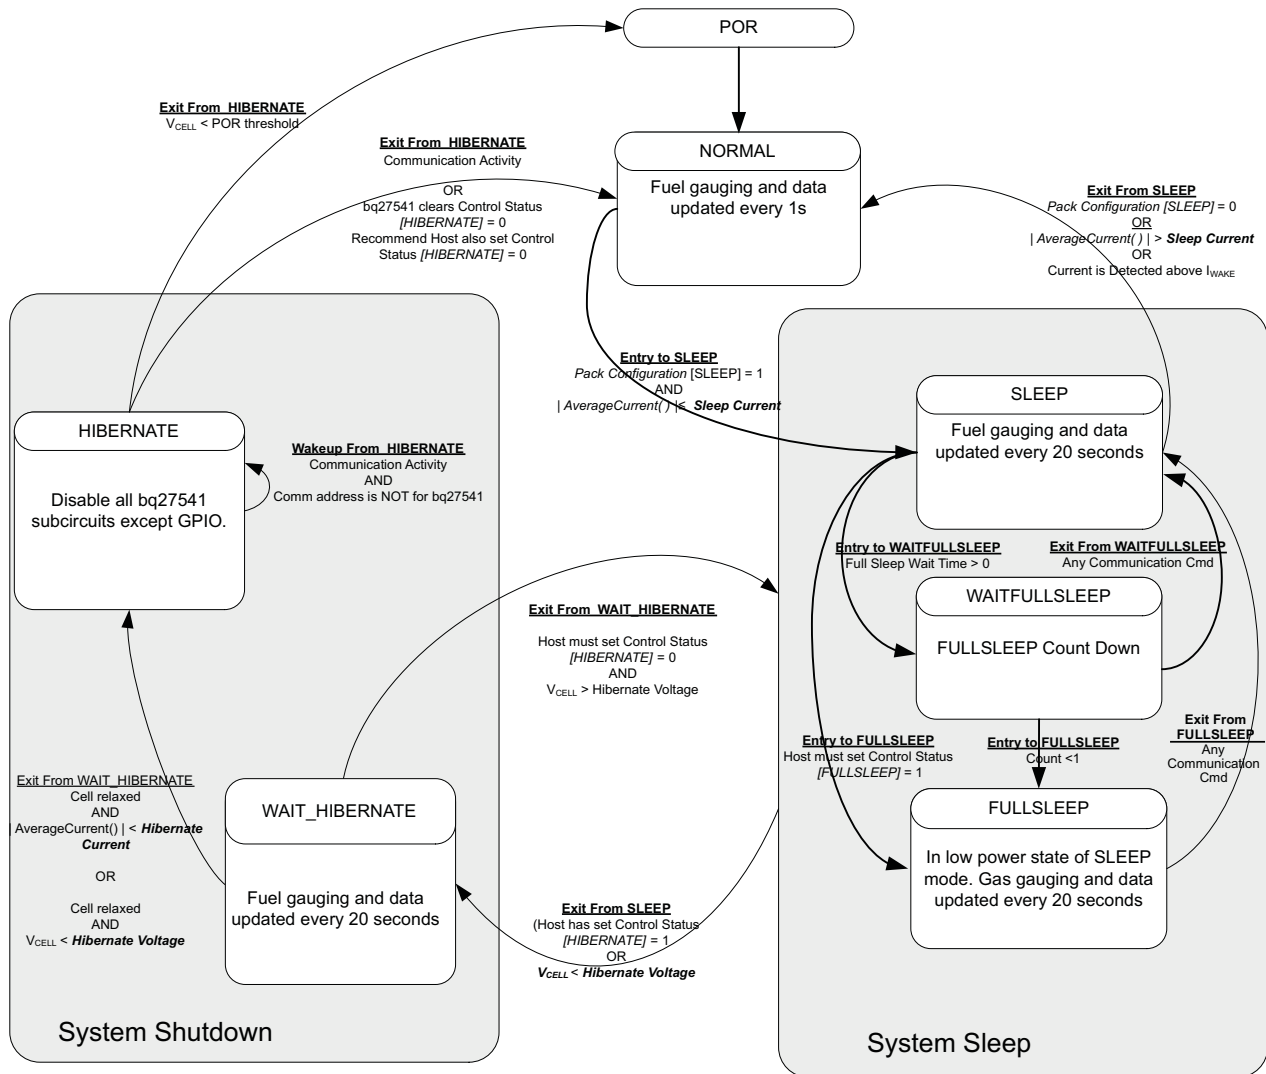 POR
Exit From HIBERNATE
VCELL < POR threshold
Exit From HIBERNATE
Communication Activity
OR
bq27541 clears Control Status
[HIBERNATE] = 0
Recommend Host also set Control
Status [HIBERNATE] = 0
NORMAL
Fuel gauging and data
updated every 1s
Exit From SLEEP
Pack Configuration [SLEEP] = 0
OR
| AverageCurrent( ) | > Sleep Current
OR
Current is Detected above IWAKE
Entry to SLEEP
Pack Configuration [SLEEP] = 1
AND
| AverageCurrent( ) |≤ Sleep Current
HIBERNATE
Disable all bq27541
subcircuits except GPIO.
Wakeup From HIBERNATE
Communication Activity
AND
Comm address is NOT for bq27541
SLEEP
Fuel gauging and data
updated every 20 seconds
Entry to WAITFULLSLEEP
Full Sleep Wait Time > 0
Exit From WAITFULLSLEEP
Any Communication Cmd
WAITFULLSLEEP
FULLSLEEP Count Down
Exit From WAIT_HIBERNATE
Host must set Control Status
[HIBERNATE] = 0
AND
VCELL > Hibernate Voltage
Entry to FULLSLEEP
Host must set Control Status
[FULLSLEEP] = 1
Entry to FULLSLEEP
Count <1
Exit From
FULLSLEEP
Any
Communication
Cmd
Exit From WAIT_HIBERNATE
Cell relaxed
AND
| AverageCurrent() | < Hibernate
Current
OR
Cell relaxed
AND
VCELL < Hibernate Voltage
WAIT_HIBERNATE
Fuel gauging and data
updated every 20 seconds
FULLSLEEP
In low power state of SLEEP
mode. Gas gauging and data
updated every 20 seconds
Exit From SLEEP
(Host has set Control Status
[HIBERNATE] = 1
OR
VCELL < Hibernate Voltage
System Shutdown
System Sleep